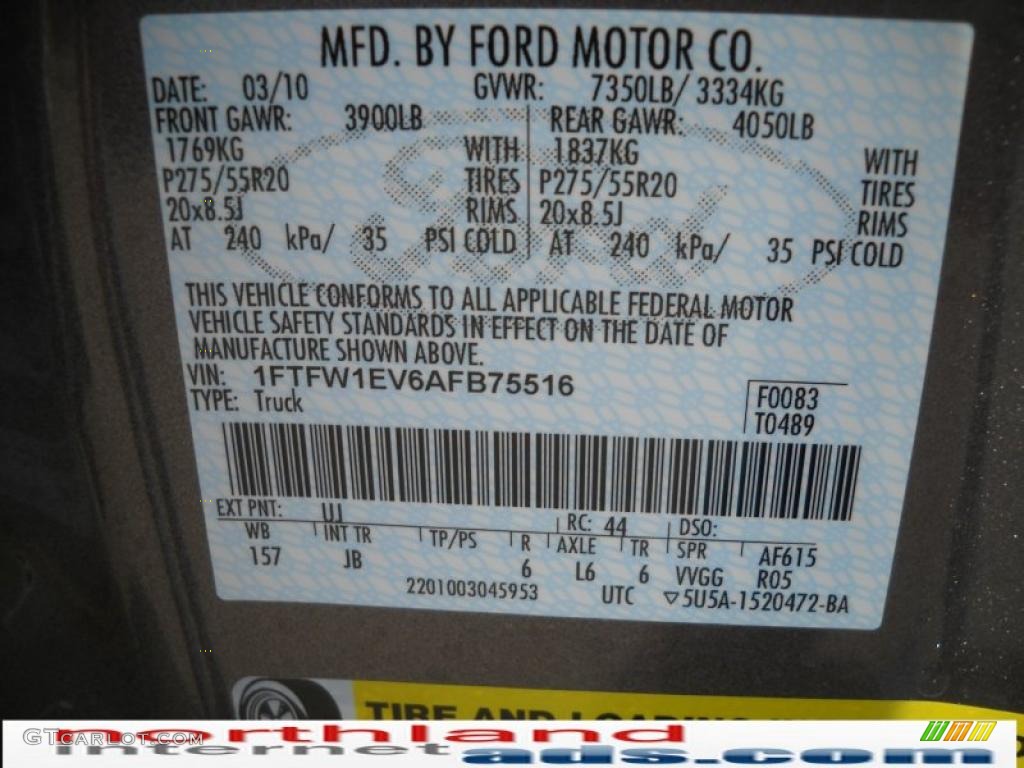 MFD. BY FORD MOTOR CO.
DATE: 03/10 GVWR: 7350LB/ 3334KG
FRONT GAWR: 3900LB REAR GAWR: 4050LB
1769KG WITH 1837KG WITH
P275/55R20 TIRES P275/55R20 TIRES
20x8.5J RIMS 20x8.5J RIMS
AT 240 kPa/ 35 PSI COLD AT 240 kPa/ 35 PSI COLD
Ford
THIS VEHICLE CONFORMS TO ALL APPLICABLE FEDERAL MOTOR
VEHICLE SAFETY STANDARDS IN EFFECT ON THE DATE OF
MANUFACTURE SHOWN ABOVE.
VIN: 1FTFW1EV6AFB75516
TYPE: Truck
F0083
T0489
EXT PNT: UJ RC: 44 DSO:
WB INT TR TP/PS R AXLE TR SPR AF615
157 JB 6 L6 6 VVGG R05
2201003045953 UTC ▽5U5A-1520472-BA
TIRE AND LOADING
GTcarlot.com
northland
internet ads.com